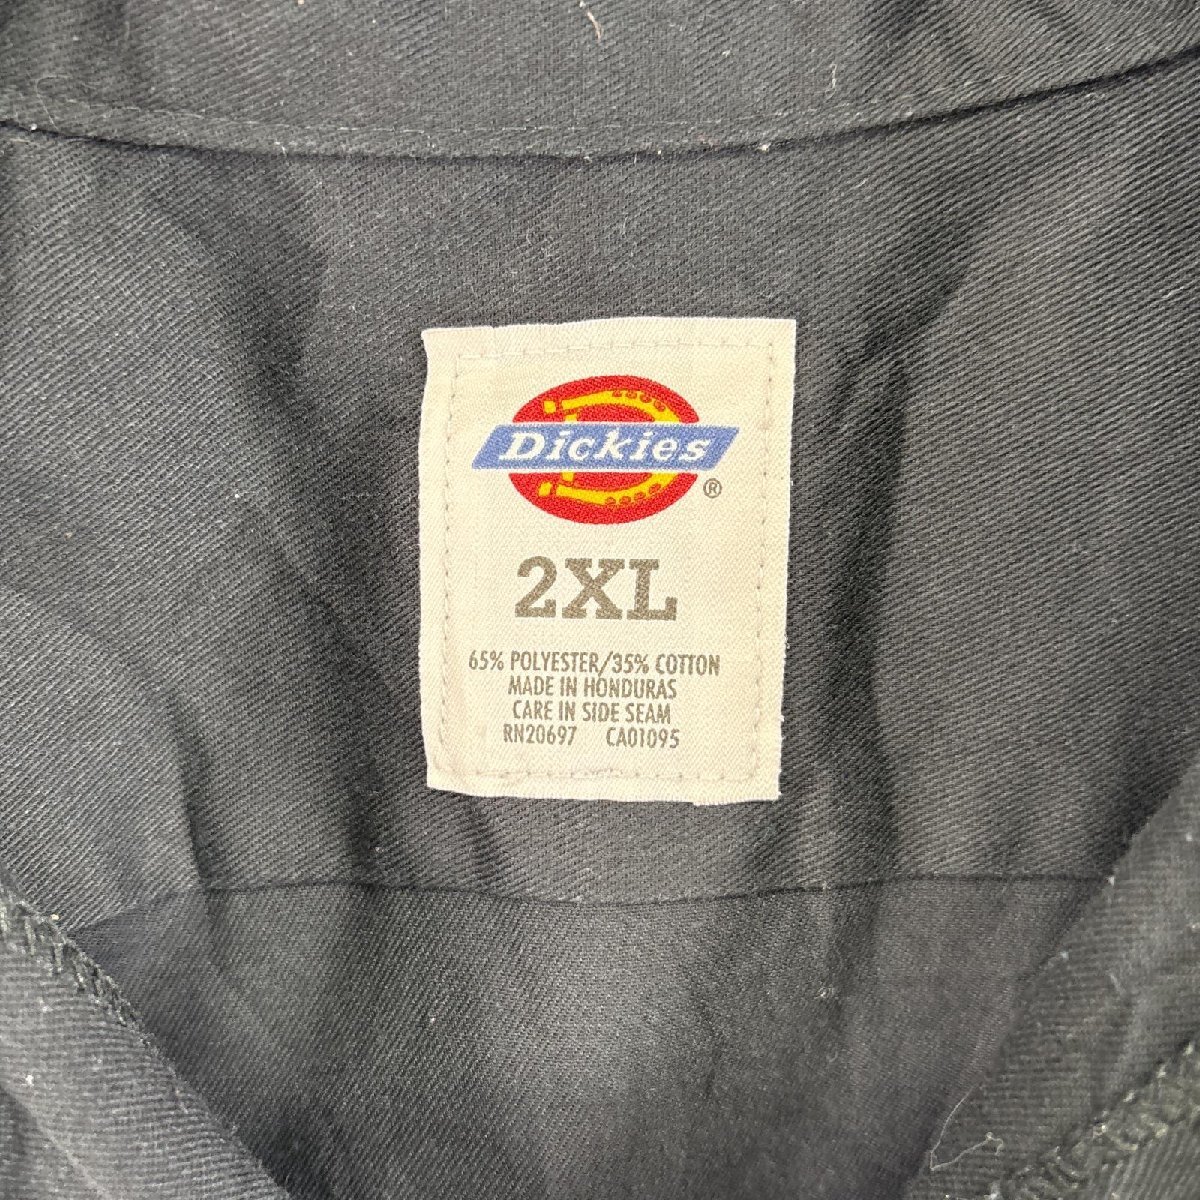 Dickies
®
2XL
65% POLYESTER/35% COTTON
MADE IN HONDURAS
CARE IN SIDE SEAM
RN20697 CA01095